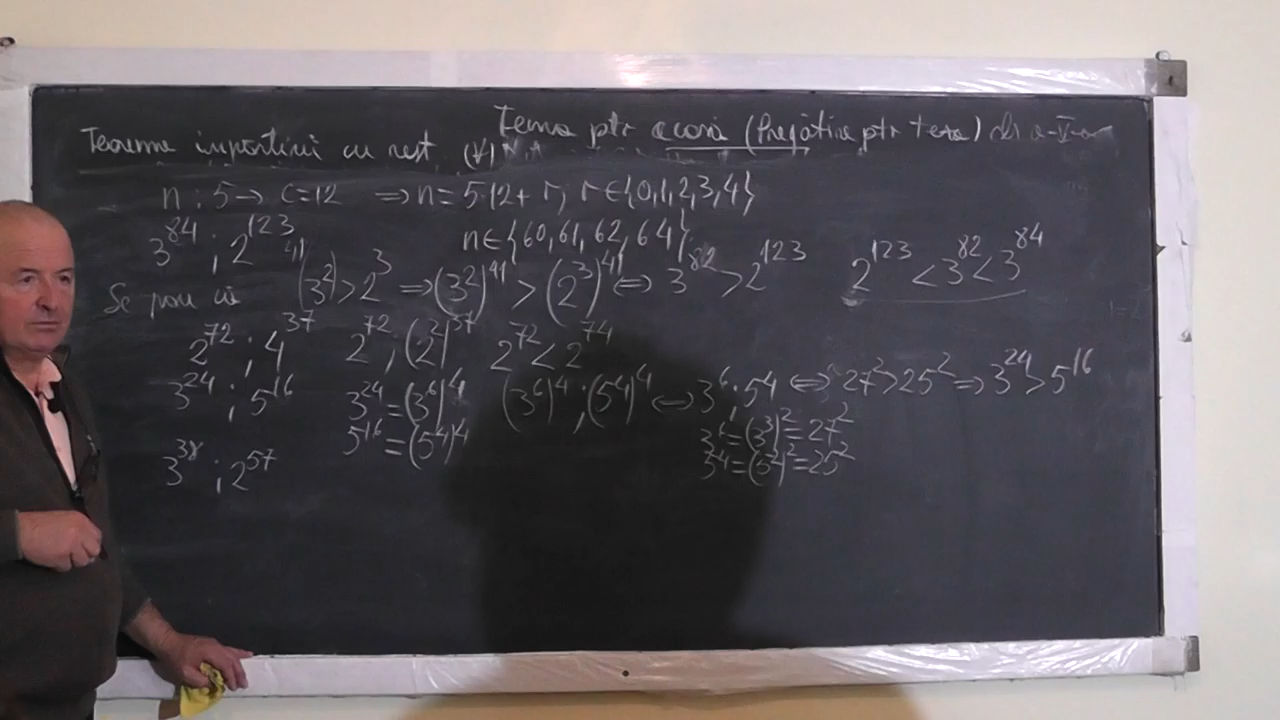 Tema ptr acasă (Pregătire ptr teza) cls a-V-a
Teorema împărțirii cu rest (∀)
n : 5 → C=12 ⇒ n = 5·12 + r, r∈{0,1,2,3,4}
n∈{60, 61, 62, 64}
3^84 ; 2^123
Se pou că (3^2)^41 > 2^3 ⇒ (3^2)^41 > (2^3)^41 ⇔ 3^82 > 2^123 2^123 < 3^82 < 3^84
2^72 ; 4^37 2^72 ; (2^2)^37 2^72 < 2^74
3^24 ; 5^16 3^24 = (3^6)^4 (3^6)^4 ; (5^4)^4 ⇔ 3^6 ; 5^4 ⇔ 27^2 > 25^2 ⇒ 3^24 > 5^16
5^16 = (5^4)^4 3^6 = (3^3)^2 = 27^2
3^38 ; 2^57 5^4 = (5^2)^2 = 25^2